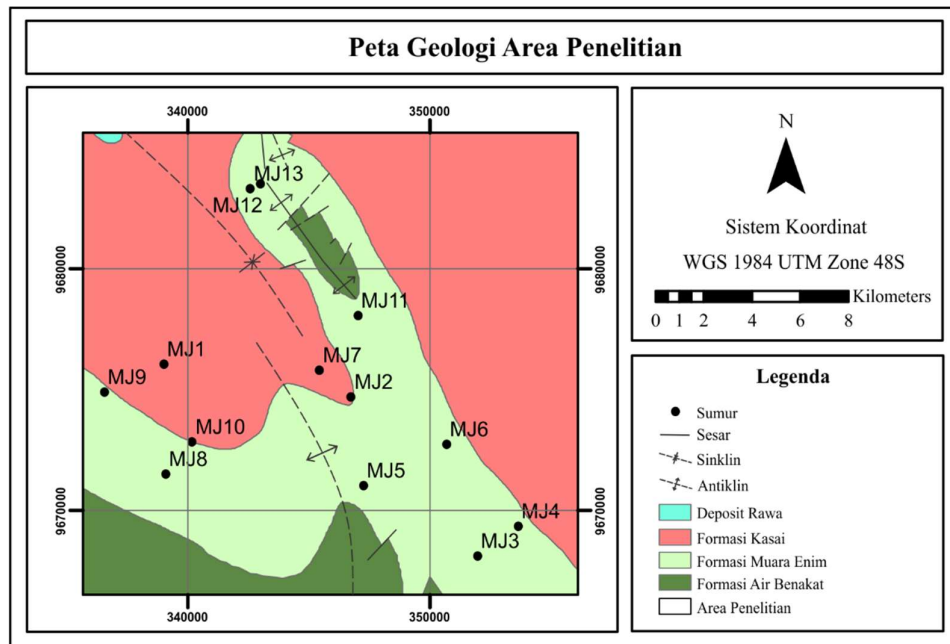 Peta Geologi Area Penelitian
340000 350000
MJ13
MJ12
9680000 9680000
MJ11
MJ1
MJ7
MJ9
MJ2
MJ10
MJ6
MJ8
MJ5
MJ4
9670000 9670000
MJ3
340000 350000
N
Sistem Koordinat
WGS 1984 UTM Zone 48S
Kilometers
0 1 2 4 6 8
Legenda
Sumur
Sesar
Sinklin
Antiklin
Deposit Rawa
Formasi Kasai
Formasi Muara Enim
Formasi Air Benakat
Area Penelitian